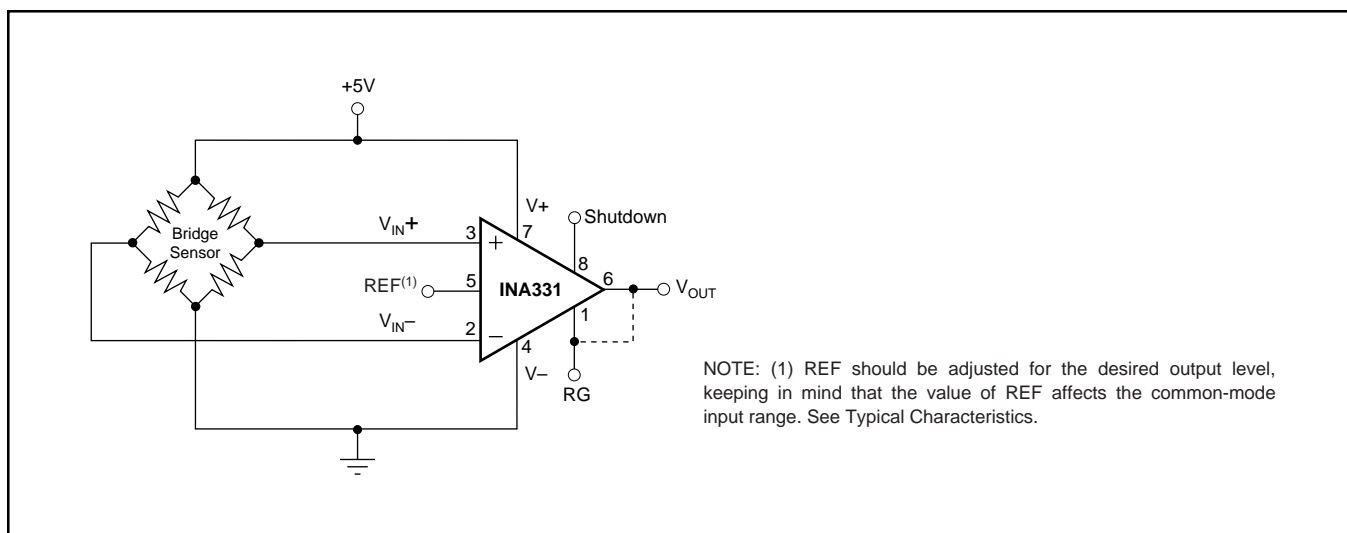 +5V
Bridge
Sensor
V+
7
Shutdown
8
VIN+
3
+
REF(1)
5
INA331
6
VOUT
VIN–
2
–
1
4
V–
RG
NOTE: (1) REF should be adjusted for the desired output level,
keeping in mind that the value of REF affects the common-mode
input range. See Typical Characteristics.